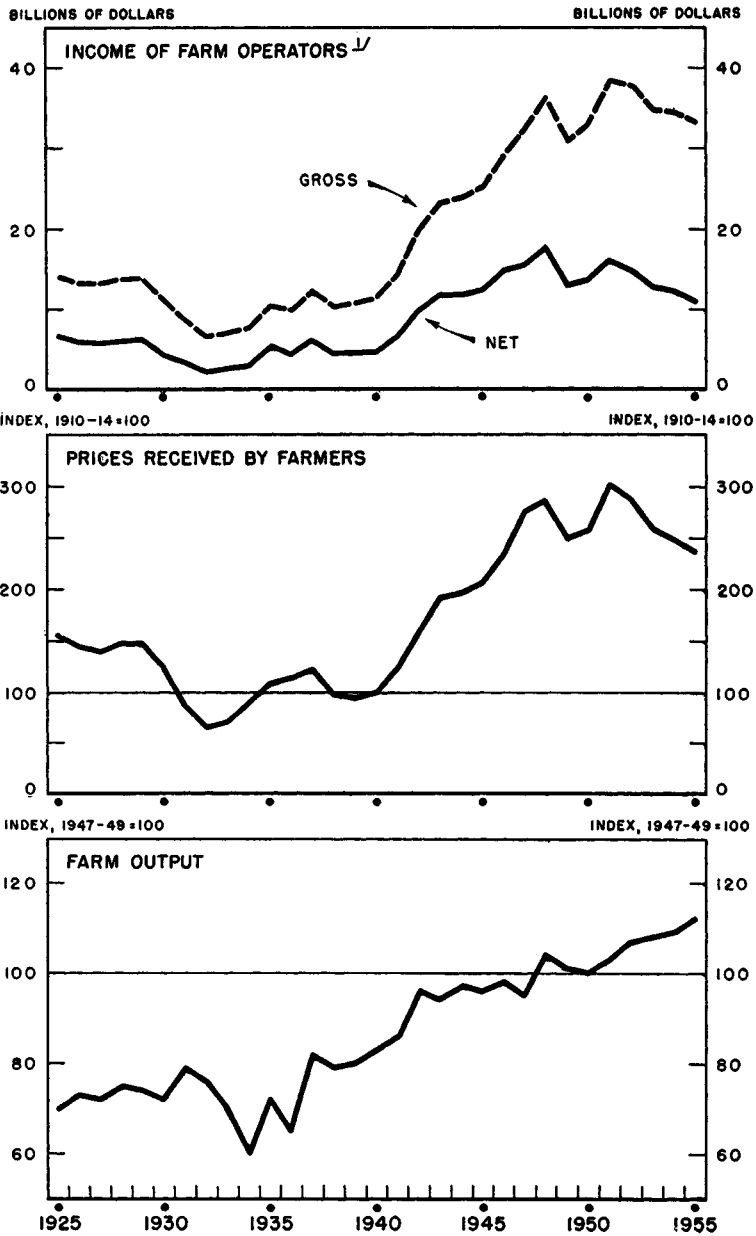 BILLIONS OF DOLLARS BILLIONS OF DOLLARS
INCOME OF FARM OPERATORS 1/
40 40
GROSS
20 20
NET
0 0
INDEX, 1910-14=100 INDEX, 1910-14=100
PRICES RECEIVED BY FARMERS
300 300
200 200
100 100
0 0
INDEX, 1947-49=100 INDEX, 1947-49=100
FARM OUTPUT
120 120
100 100
80 80
60 60
1925 1930 1935 1940 1945 1950 1955